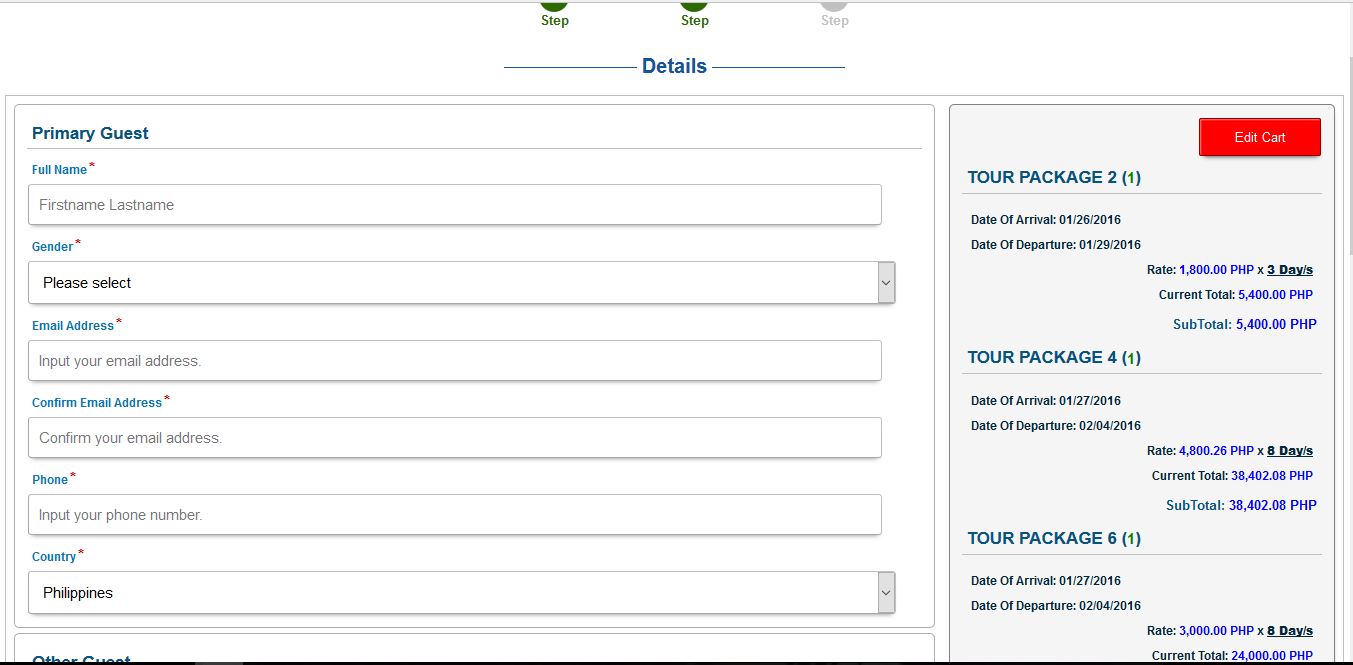 Step Step Step
Details
Primary Guest
Full Name*
Firstname Lastname
Gender*
Please select
Email Address*
Input your email address.
Confirm Email Address*
Confirm your email address.
Phone*
Input your phone number.
Country*
Philippines
Other Guest
Edit Cart
TOUR PACKAGE 2 (1)
Date Of Arrival: 01/26/2016
Date Of Departure: 01/29/2016
Rate: 1,800.00 PHP x 3 Day/s
Current Total: 5,400.00 PHP
SubTotal: 5,400.00 PHP
TOUR PACKAGE 4 (1)
Date Of Arrival: 01/27/2016
Date Of Departure: 02/04/2016
Rate: 4,800.26 PHP x 8 Day/s
Current Total: 38,402.08 PHP
SubTotal: 38,402.08 PHP
TOUR PACKAGE 6 (1)
Date Of Arrival: 01/27/2016
Date Of Departure: 02/04/2016
Rate: 3,000.00 PHP x 8 Day/s
Current Total: 24,000.00 PHP